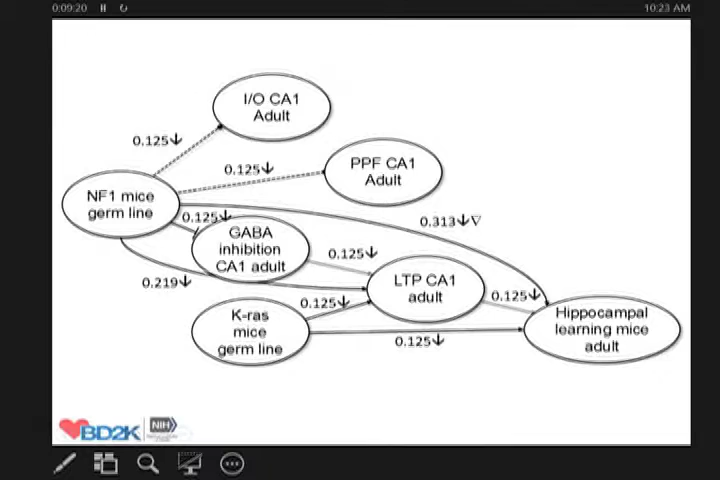 0:09:20
10:23 AM
I/O CA1
Adult
0.125↓
PPF CA1
Adult
0.125↓
NF1 mice
germ line
0.125↓
0.313↓∇
GABA
inhibition
CA1 adult
0.125↓
0.219↓
LTP CA1
adult
0.125↓
0.125↓
K-ras
mice
germ line
Hippocampal
learning mice
adult
0.125↓
BD2K
NIH